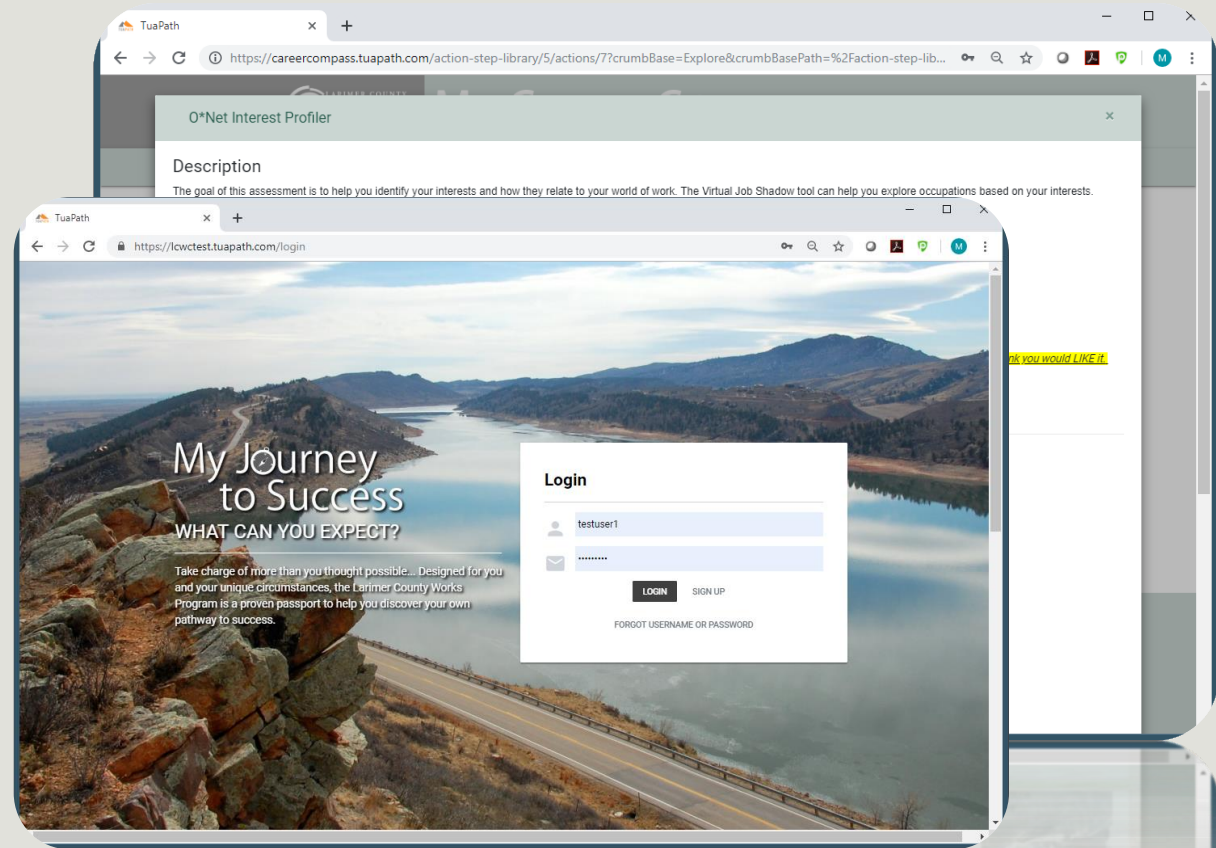 TuaPath
https://careercompass.tuapath.com/action-step-library/5/actions/7?crumbBase=Explore&crumbBasePath=%2Faction-step-lib...
M
LARIMER COUNTY
O*Net Interest Profiler
Description
The goal of this assessment is to help you identify your interests and how they relate to your world of work. The Virtual Job Shadow tool can help you explore occupations based on your interests.
you would LIKE it.
TuaPath
https://lcwctest.tuapath.com/login
M
My Journey
to Success
WHAT CAN YOU EXPECT?
Take charge of more than you thought possible... Designed for you
and your unique circumstances, the Larimer County Works
Program is a proven passport to help you discover your own
pathway to success.
Login
testuser1
•••••••••
LOGIN SIGN UP
FORGOT USERNAME OR PASSWORD